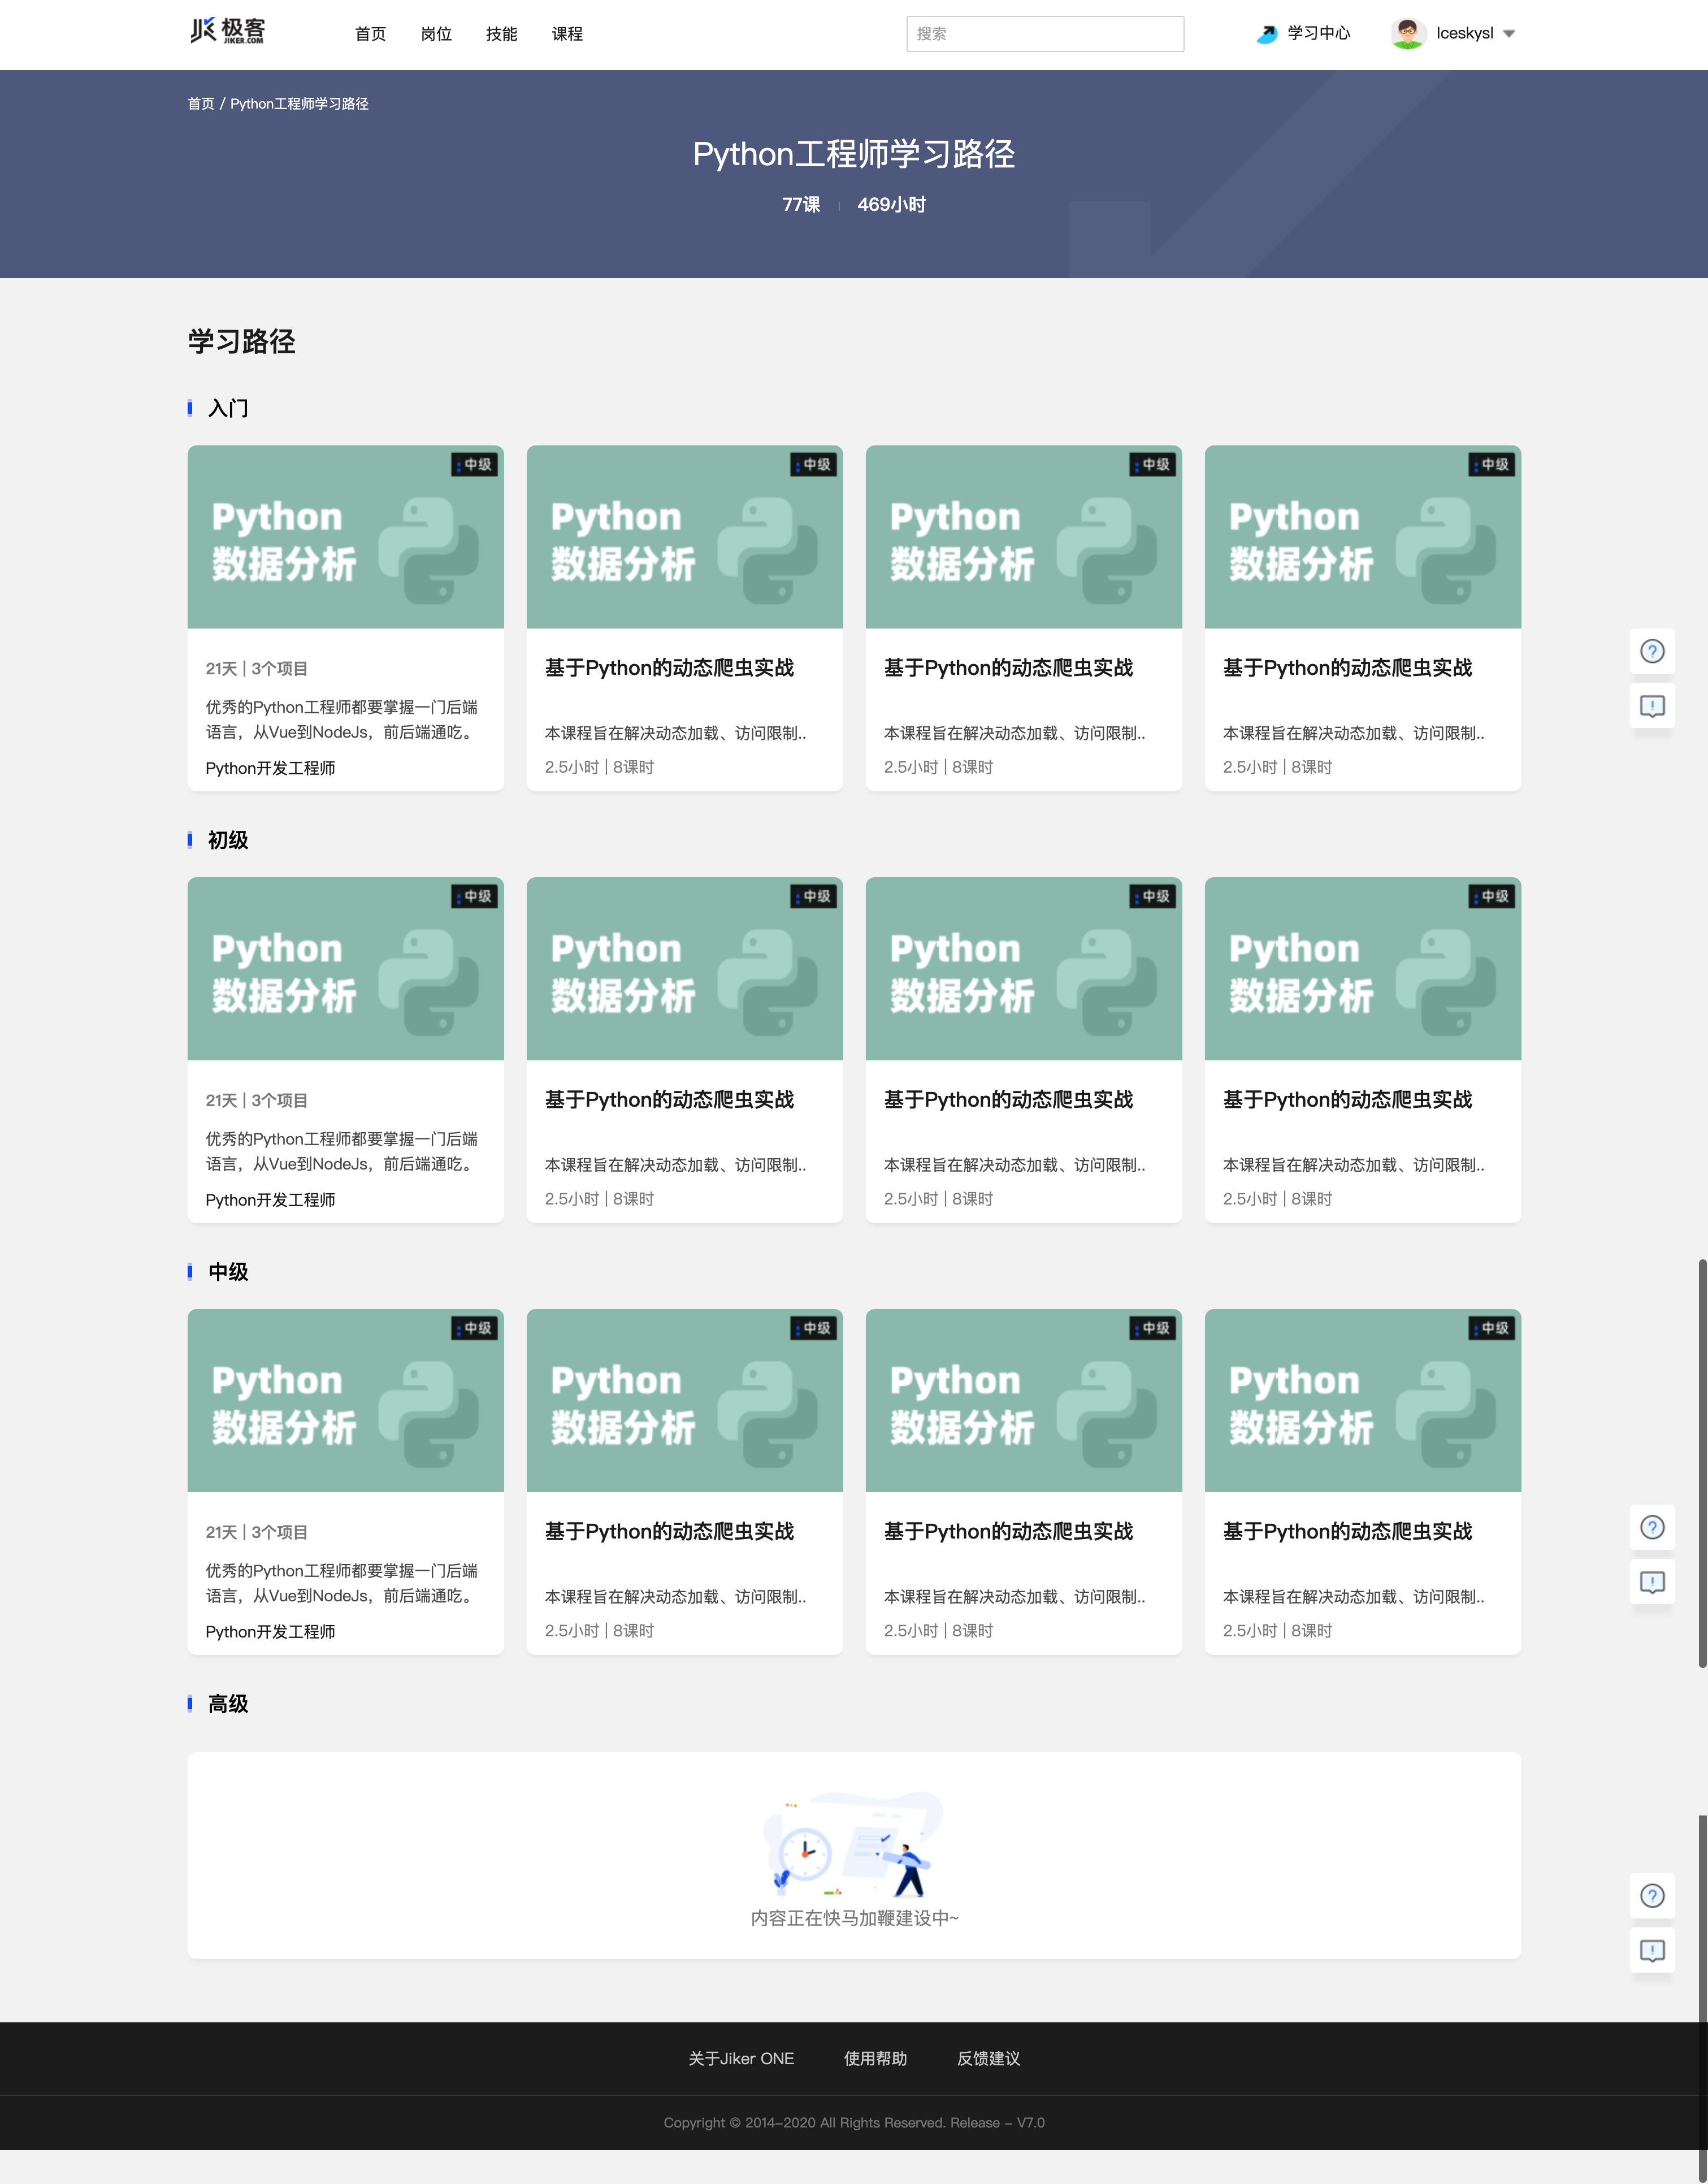 极客
JIKER.COM
首页 岗位 技能 课程
搜索
学习中心
lceskysl
首页 / Python工程师学习路径
Python工程师学习路径
77课 | 469小时
学习路径
入门
中级
Python
数据分析
21天 | 3个项目
优秀的Python工程师都要掌握一门后端
语言，从Vue到NodeJs，前后端通吃。
Python开发工程师
中级
Python
数据分析
基于Python的动态爬虫实战
本课程旨在解决动态加载、访问限制..
2.5小时 | 8课时
中级
Python
数据分析
基于Python的动态爬虫实战
本课程旨在解决动态加载、访问限制..
2.5小时 | 8课时
中级
Python
数据分析
基于Python的动态爬虫实战
本课程旨在解决动态加载、访问限制..
2.5小时 | 8课时
初级
中级
Python
数据分析
21天 | 3个项目
优秀的Python工程师都要掌握一门后端
语言，从Vue到NodeJs，前后端通吃。
Python开发工程师
中级
Python
数据分析
基于Python的动态爬虫实战
本课程旨在解决动态加载、访问限制..
2.5小时 | 8课时
中级
Python
数据分析
基于Python的动态爬虫实战
本课程旨在解决动态加载、访问限制..
2.5小时 | 8课时
中级
Python
数据分析
基于Python的动态爬虫实战
本课程旨在解决动态加载、访问限制..
2.5小时 | 8课时
中级
中级
Python
数据分析
21天 | 3个项目
优秀的Python工程师都要掌握一门后端
语言，从Vue到NodeJs，前后端通吃。
Python开发工程师
中级
Python
数据分析
基于Python的动态爬虫实战
本课程旨在解决动态加载、访问限制..
2.5小时 | 8课时
中级
Python
数据分析
基于Python的动态爬虫实战
本课程旨在解决动态加载、访问限制..
2.5小时 | 8课时
中级
Python
数据分析
基于Python的动态爬虫实战
本课程旨在解决动态加载、访问限制..
2.5小时 | 8课时
高级
内容正在快马加鞭建设中~
关于Jiker ONE 使用帮助 反馈建议
Copyright © 2014-2020 All Rights Reserved. Release - V7.0